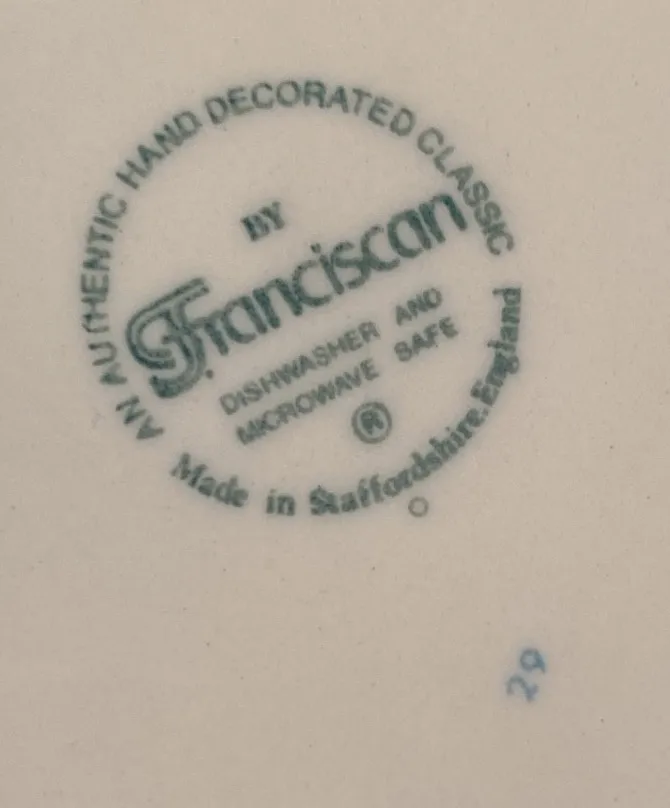 AN AUTHENTIC HAND DECORATED CLASSIC
BY
Franciscan
DISHWASHER AND
MICROWAVE SAFE
®
Made in Staffordshire. England
29